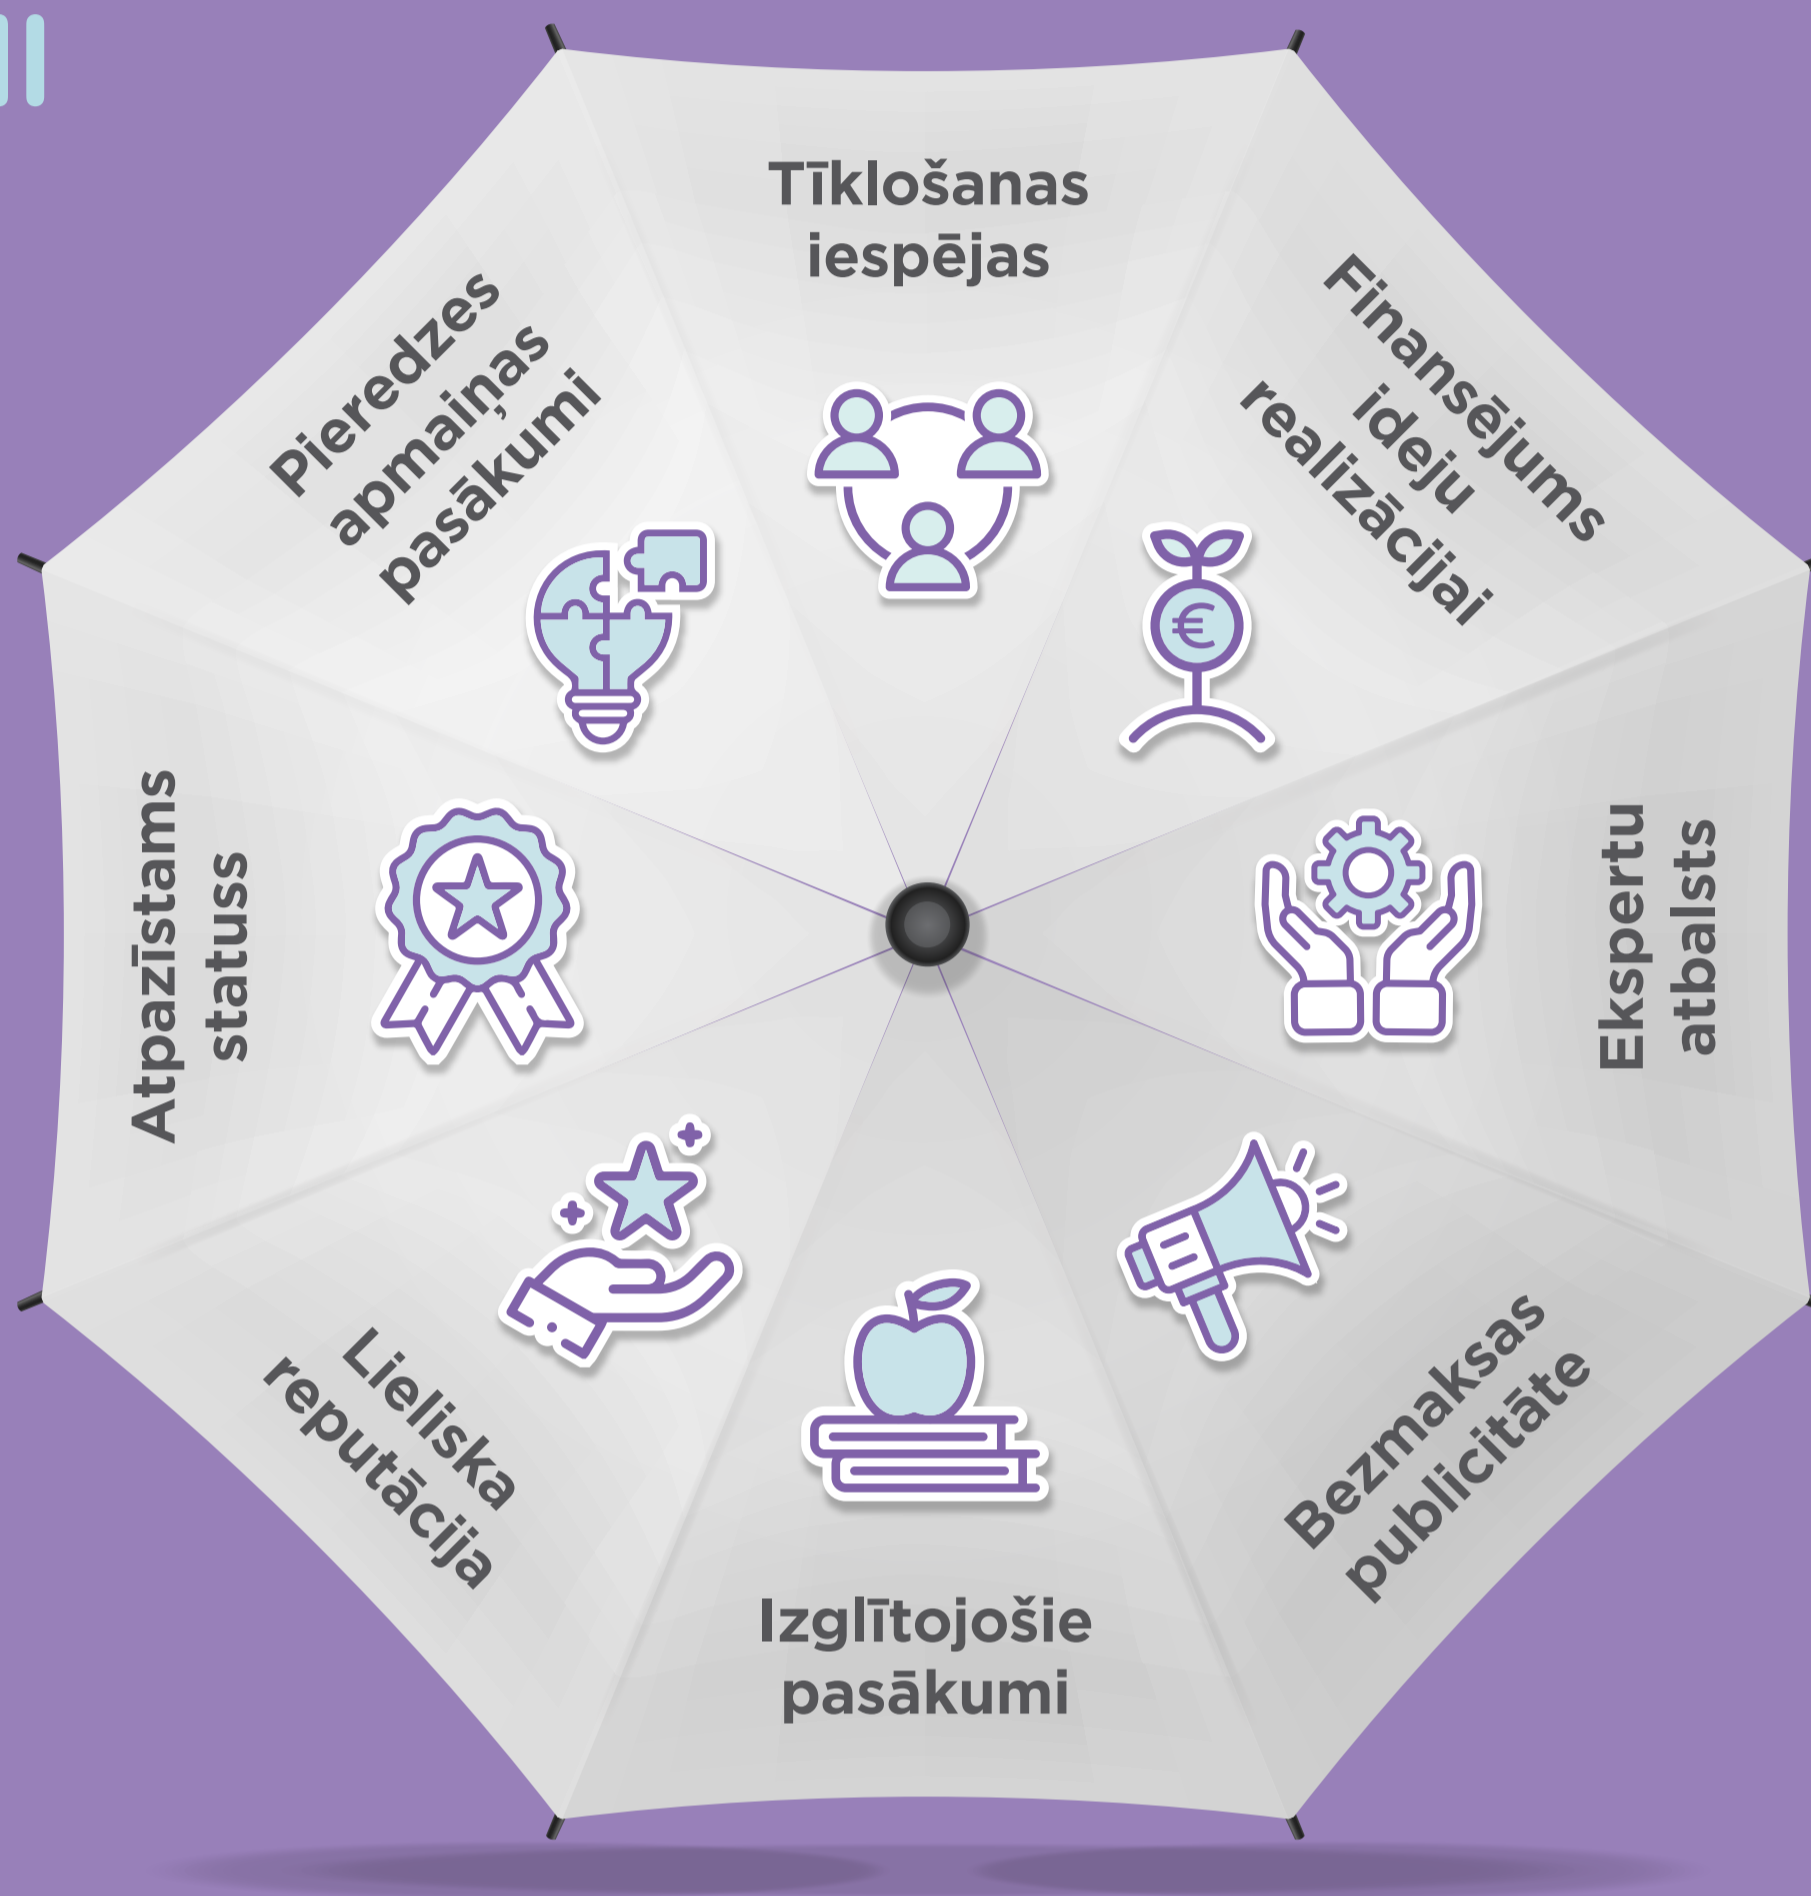 Tīklošanas
iespējas
Finansējums
ideju
realizācijai
Ekspertu
atbalsts
Bezmaksas
publicitāte
Izglītojošie
pasākumi
Lieliska
reputācija
Atpazīstams
statuss
Pieredzes
apmaiņas
pasākumi
€